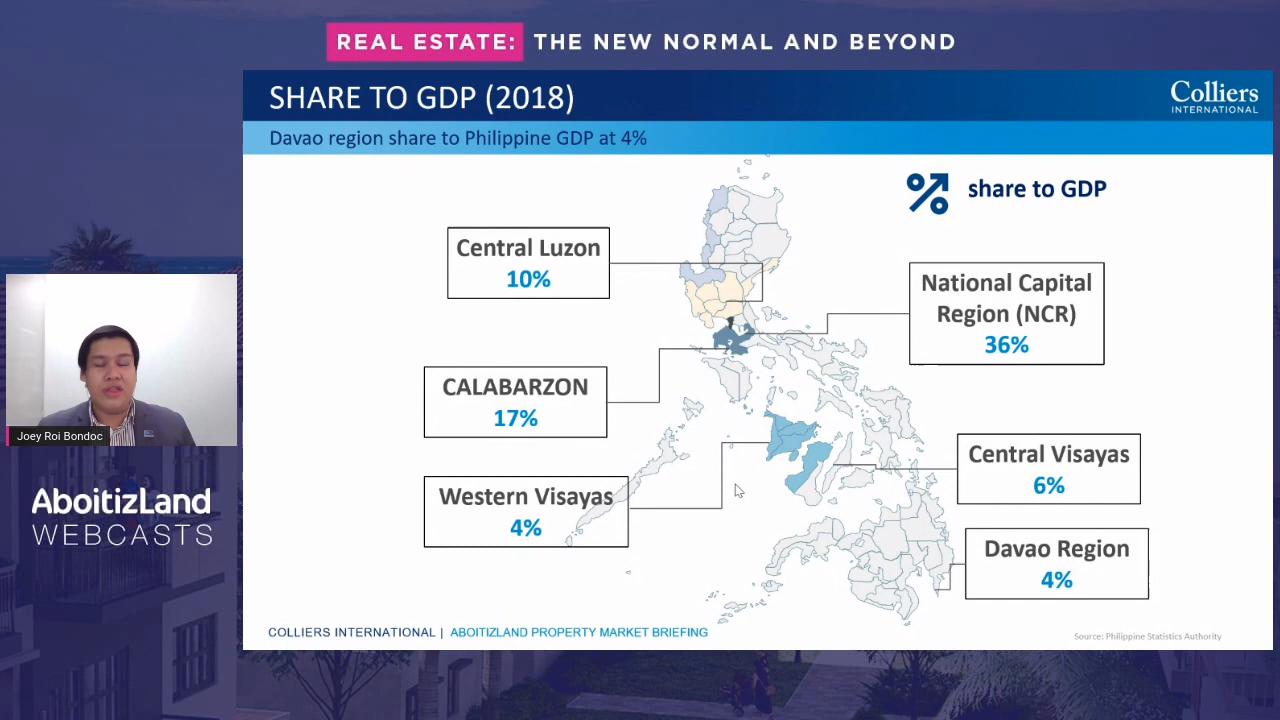 REAL ESTATE: THE NEW NORMAL AND BEYOND
SHARE TO GDP (2018)
Colliers
INTERNATIONAL
Davao region share to Philippine GDP at 4%
share to GDP
Central Luzon
10%
National Capital
Region (NCR)
36%
CALABARZON
17%
Joey Roi Bondoc
Central Visayas
6%
Western Visayas
4%
AboitizLand
WEBCASTS
Davao Region
4%
COLLIERS INTERNATIONAL | ABOITIZLAND PROPERTY MARKET BRIEFING
Source: Philippine Statistics Authority